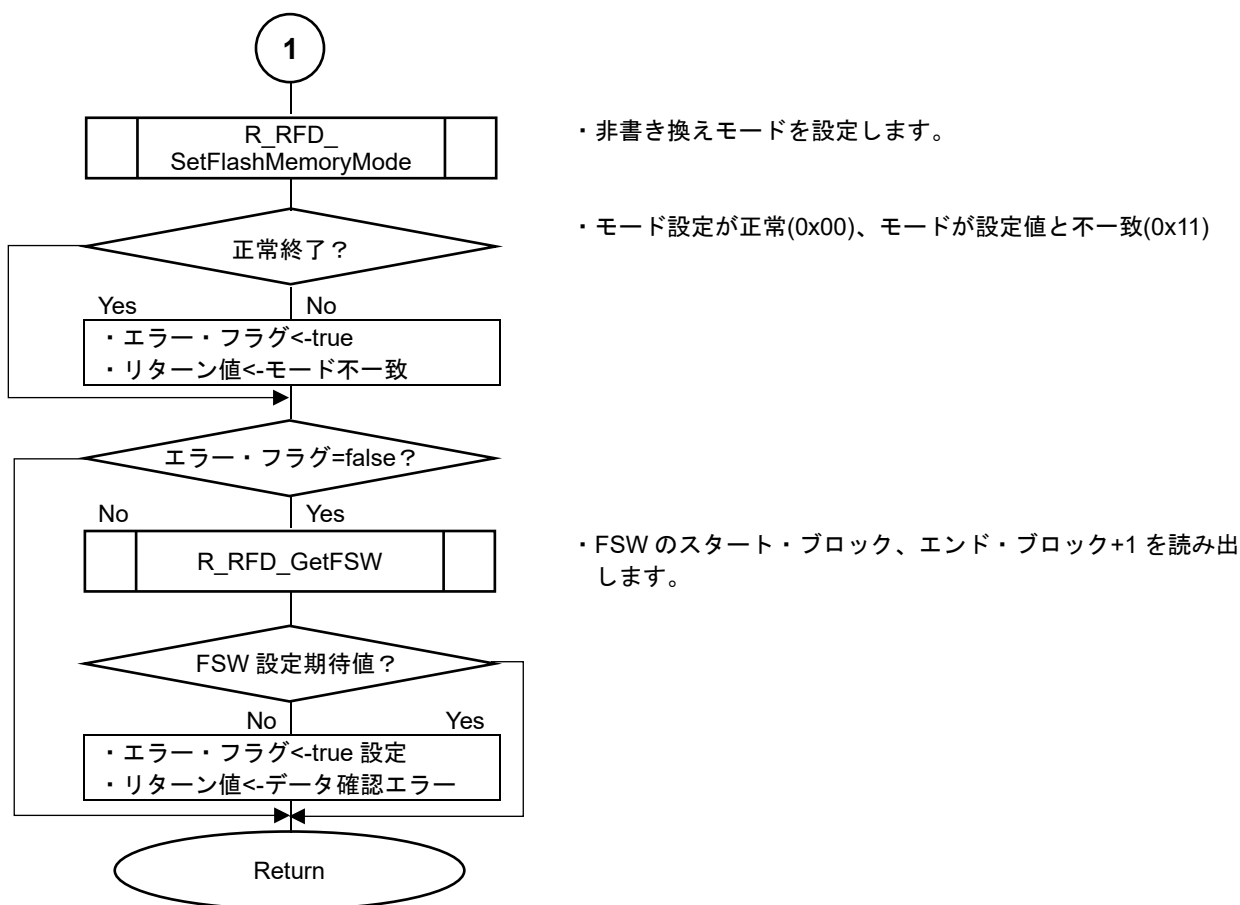 1
R_RFD_
SetFlashMemoryMode
・非書き換えモードを設定します。
正常終了？
・モード設定が正常(0x00)、モードが設定値と不一致(0x11)
Yes
No
・エラー・フラグ<-true
・リターン値<-モード不一致
エラー・フラグ=false？
No
Yes
R_RFD_GetFSW
・FSW のスタート・ブロック、エンド・ブロック+1 を読み出
します。
FSW 設定期待値？
No
Yes
・エラー・フラグ<-true 設定
・リターン値<-データ確認エラー
Return